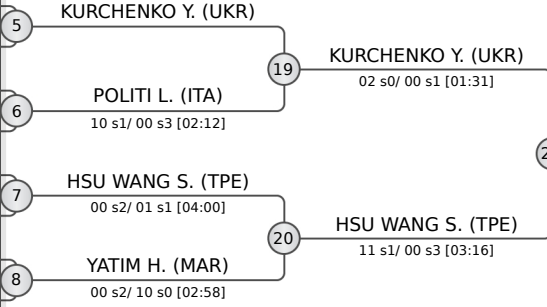 KURCHENKO Y. (UKR)
5
19
KURCHENKO Y. (UKR)
02 s0/ 00 s1 [01:31]
POLITI L. (ITA)
6
10 s1/ 00 s3 [02:12]
HSU WANG S. (TPE)
7
00 s2/ 01 s1 [04:00]
20
HSU WANG S. (TPE)
11 s1/ 00 s3 [03:16]
YATIM H. (MAR)
8
00 s2/ 10 s0 [02:58]